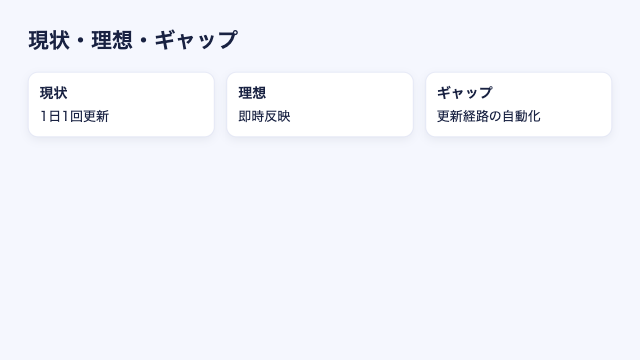 現状・理想・ギャップ
現状
1日1回更新
理想
即時反映
ギャップ
更新経路の自動化